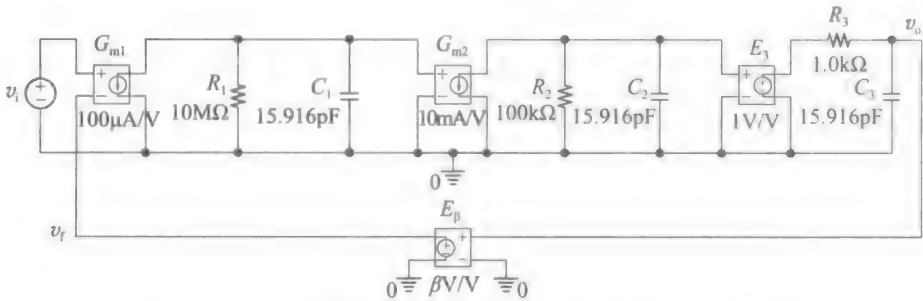 G_m1
G_m2
E_3
R_3
v_o
v_i
R_1
C_1
R_2
C_2
1.0kΩ
C_3
100μA/V
10MΩ
15.916pF
10mA/V
100kΩ
15.916pF
1V/V
15.916pF
0
v_f
E_β
0
βV/V
0